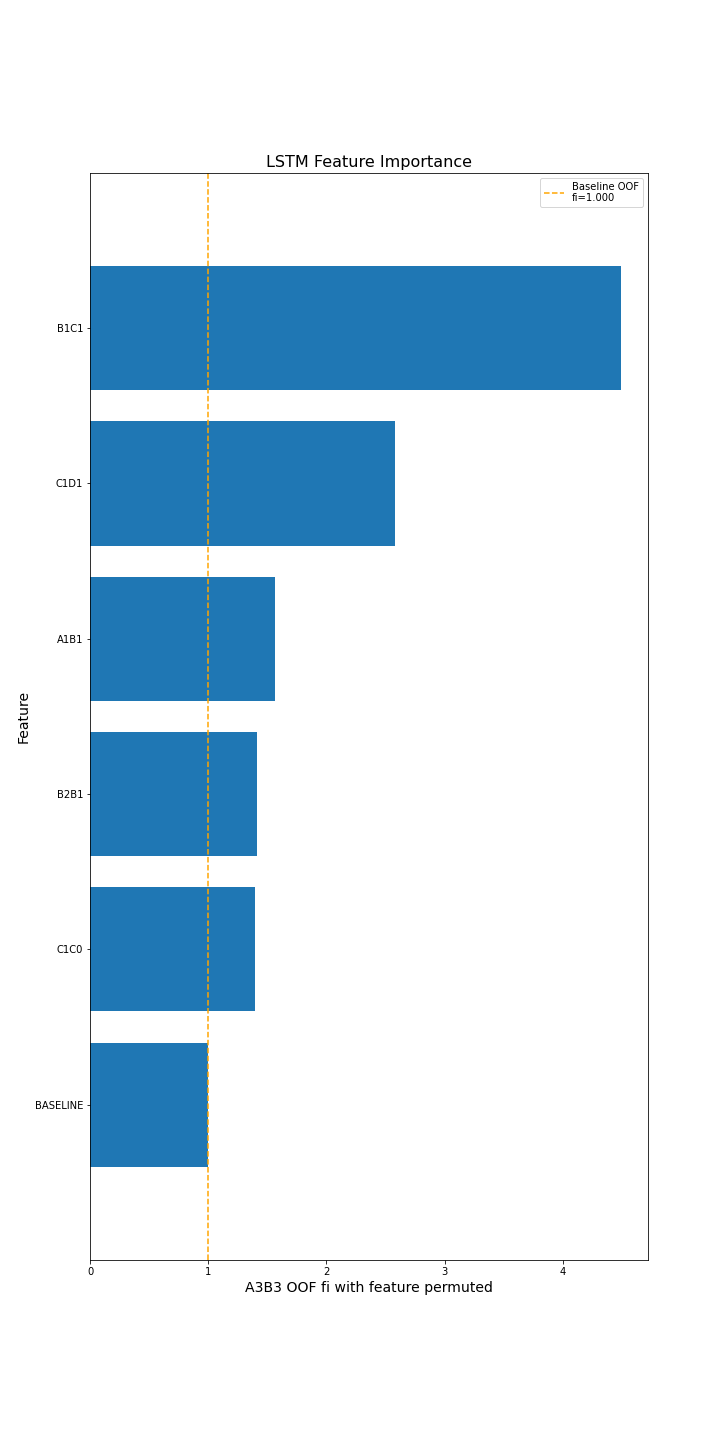 LSTM Feature Importance
Baseline OOF
fi=1.000
B1C1
C1D1
A1B1
B2B1
C1C0
BASELINE
Feature
0 1 2 3 4
A3B3 OOF fi with feature permuted